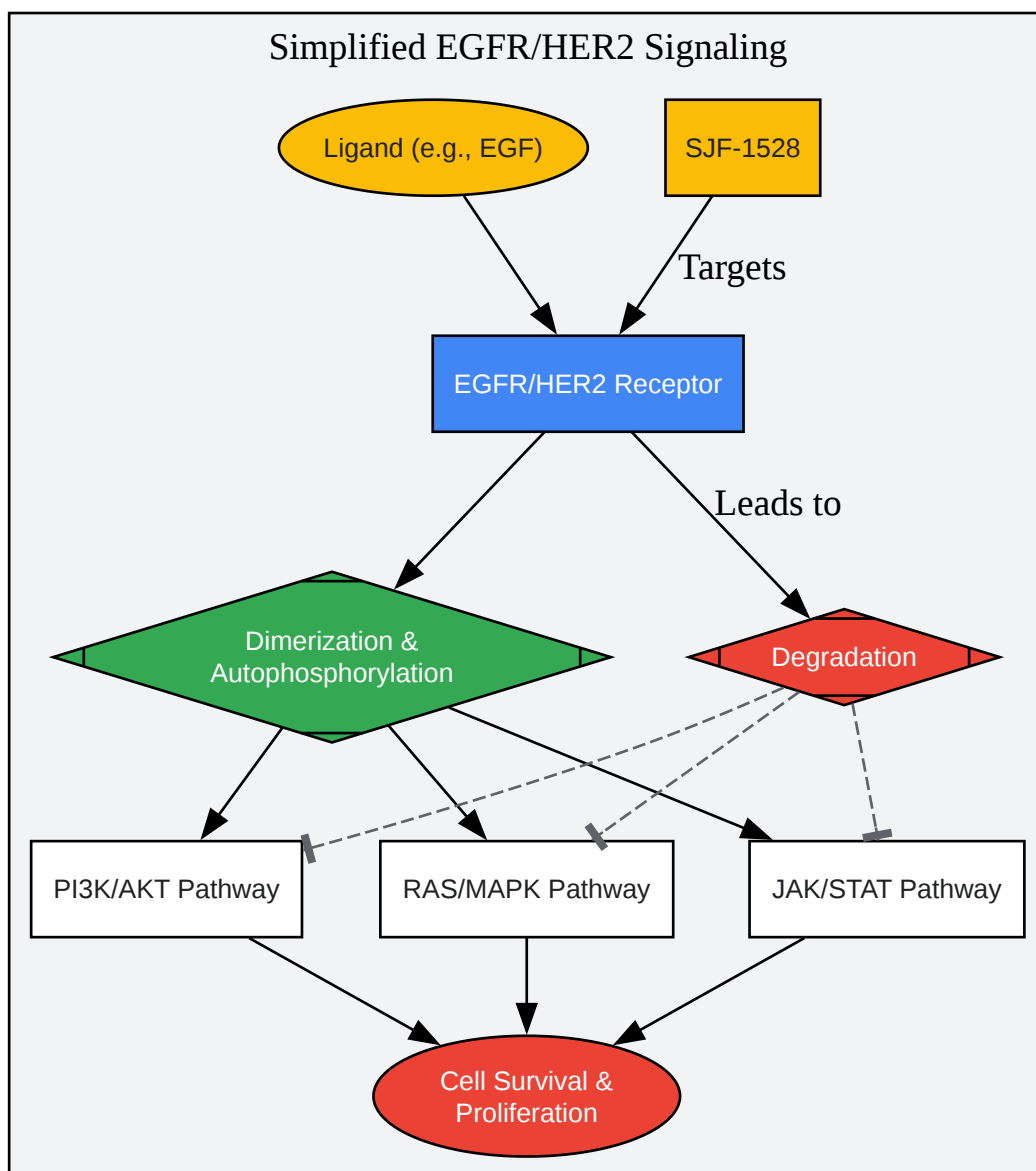 Simplified EGFR/HER2 Signaling
Ligand (e.g., EGF)
SJF-1528
Targets
EGFR/HER2 Receptor
Leads to
Dimerization &
Autophosphorylation
Degradation
PI3K/AKT Pathway
RAS/MAPK Pathway
JAK/STAT Pathway
Cell Survival &
Proliferation